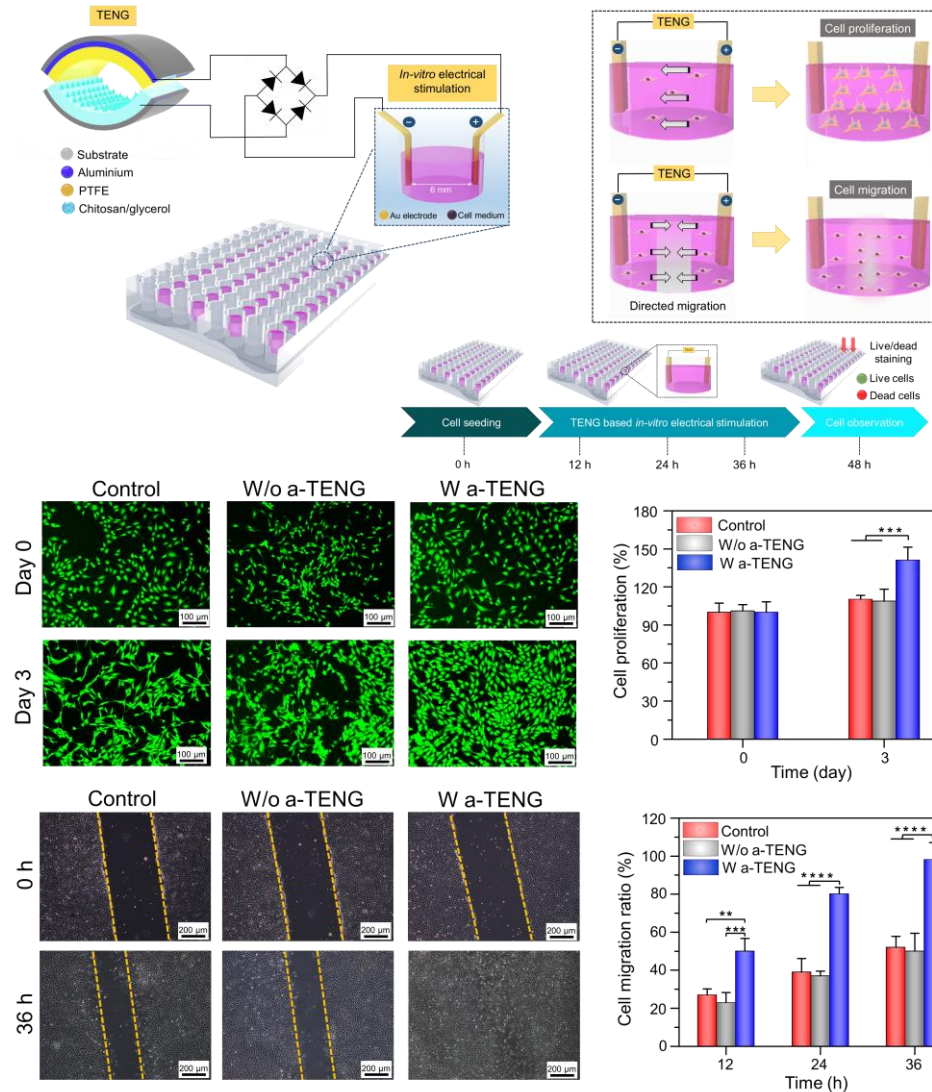 TENG
In-vitro electrical
stimulation
−
+
6 mm
Au electrode
Cell medium
Substrate
Aluminium
PTFE
Chitosan/glycerol
TENG
−
+
Cell proliferation
TENG
−
+
Cell migration
Directed migration
TENG
Live/dead
staining
Live cells
Dead cells
Cell seeding
TENG based in-vitro electrical stimulation
Cell observation
0 h
12 h
24 h
36 h
48 h
Control
W/o a-TENG
W a-TENG
Day 0
100 µm
100 µm
100 µm
Day 3
100 µm
100 µm
100 µm
Cell proliferation (%)
180
150
120
90
60
30
0
Control
W/o a-TENG
W a-TENG
***
0
3
Time (day)
Control
W/o a-TENG
W a-TENG
0 h
200 µm
200 µm
200 µm
36 h
200 µm
200 µm
200 µm
Cell migration ratio (%)
120
100
80
60
40
20
0
Control
W/o a-TENG
W a-TENG
**
***
****
****
12
24
36
Time (h)